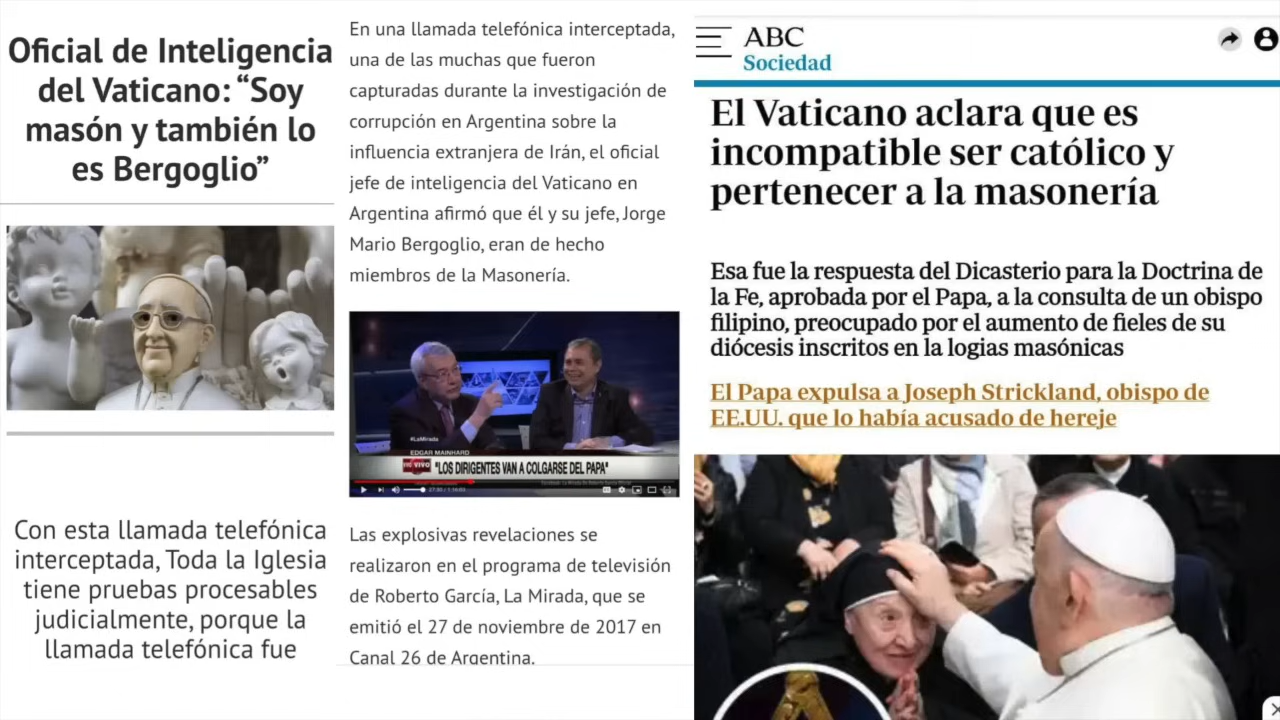 Oficial de Inteligencia
del Vaticano: “Soy
masón y también lo
es Bergoglio”
Con esta llamada telefónica
interceptada, Toda la Iglesia
tiene pruebas procesables
judicialmente, porque la
llamada telefónica fue
En una llamada telefónica interceptada,
una de las muchas que fueron
capturadas durante la investigación de
corrupción en Argentina sobre la
influencia extranjera de Irán, el oficial
jefe de inteligencia del Vaticano en
Argentina afirmó que él y su jefe, Jorge
Mario Bergoglio, eran de hecho
miembros de la Masonería.
#LaMirada
EDGAR MAINHARD
EN VIVO "LOS DIRIGENTES VAN A COLGARSE DEL PAPA"
Las explosivas revelaciones se
realizaron en el programa de televisión
de Roberto García, La Mirada, que se
emitió el 27 de noviembre de 2017 en
Canal 26 de Argentina.
ABC
Sociedad
El Vaticano aclara que es
incompatible ser católico y
pertenecer a la masonería
Esa fue la respuesta del Dicasterio para la Doctrina de
la Fe, aprobada por el Papa, a la consulta de un obispo
filipino, preocupado por el aumento de fieles de su
diócesis inscritos en la logias masónicas
El Papa expulsa a Joseph Strickland, obispo de
EE.UU. que lo había acusado de hereje